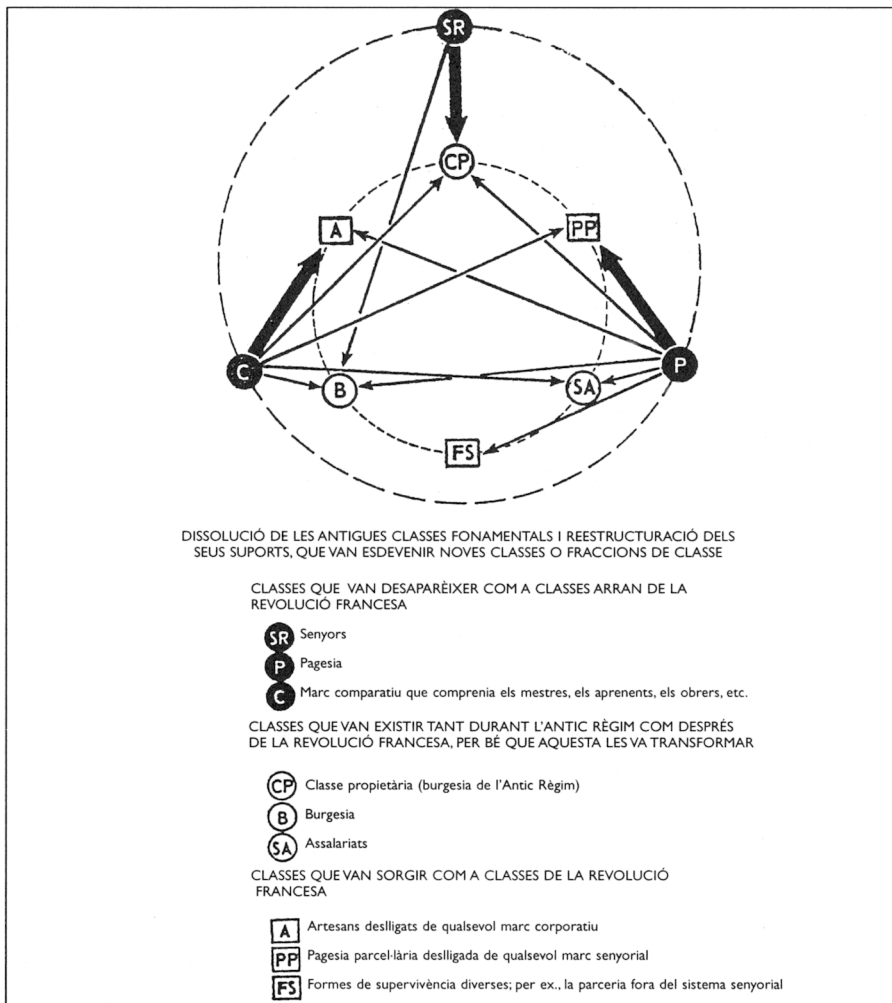 SR
CP
A
PP
C
P
B
SA
FS
DISSOLUCIÓ DE LES ANTIGUES CLASSES FONAMENTALS I REESTRUCTURACIÓ DELS
SEUS SUPORTS, QUE VAN ESDEVENIR NOVES CLASSES O FRACCIONS DE CLASSE
CLASSES QUE VAN DESAPARÈIXER COM A CLASSES ARRAN DE LA
REVOLUCIÓ FRANCESA
SR Senyors
P Pagesia
C Marc comparatiu que comprenia els mestres, els aprenents, els obrers, etc.
CLASSES QUE VAN EXISTIR TANT DURANT L'ANTIC RÈGIM COM DESPRÉS
DE LA REVOLUCIÓ FRANCESA, PER BÉ QUE AQUESTA LES VA TRANSFORMAR
CP Classe propietària (burgesia de l'Antic Règim)
B Burgesia
SA Assalariats
CLASSES QUE VAN SORGIR COM A CLASSES DE LA REVOLUCIÓ
FRANCESA
A Artesans deslligats de qualsevol marc corporatiu
PP Pagesia parcel·lària deslligada de qualsevol marc senyorial
FS Formes de supervivència diverses; per ex., la parceria fora del sistema senyorial